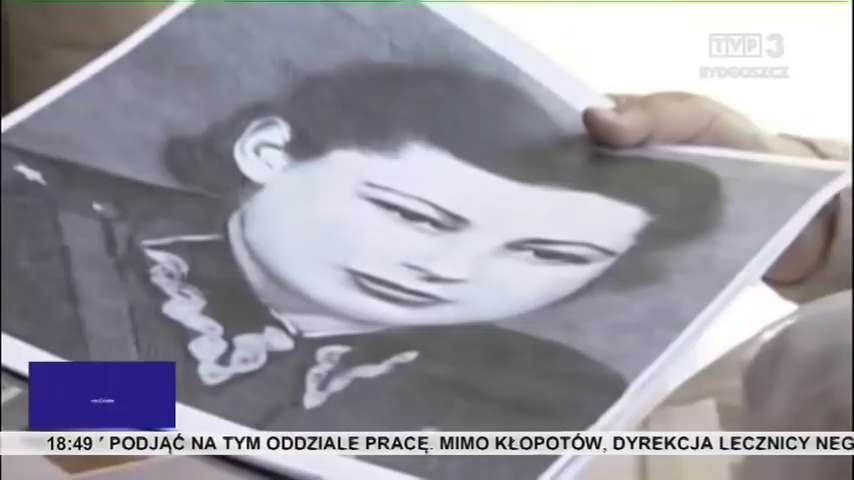 TVP3
BYDGOSZCZ
18:49 PODJĄĆ NA TYM ODDZIALE PRACĘ. MIMO KŁOPOTÓW, DYREKCJA LECZNICY NEG